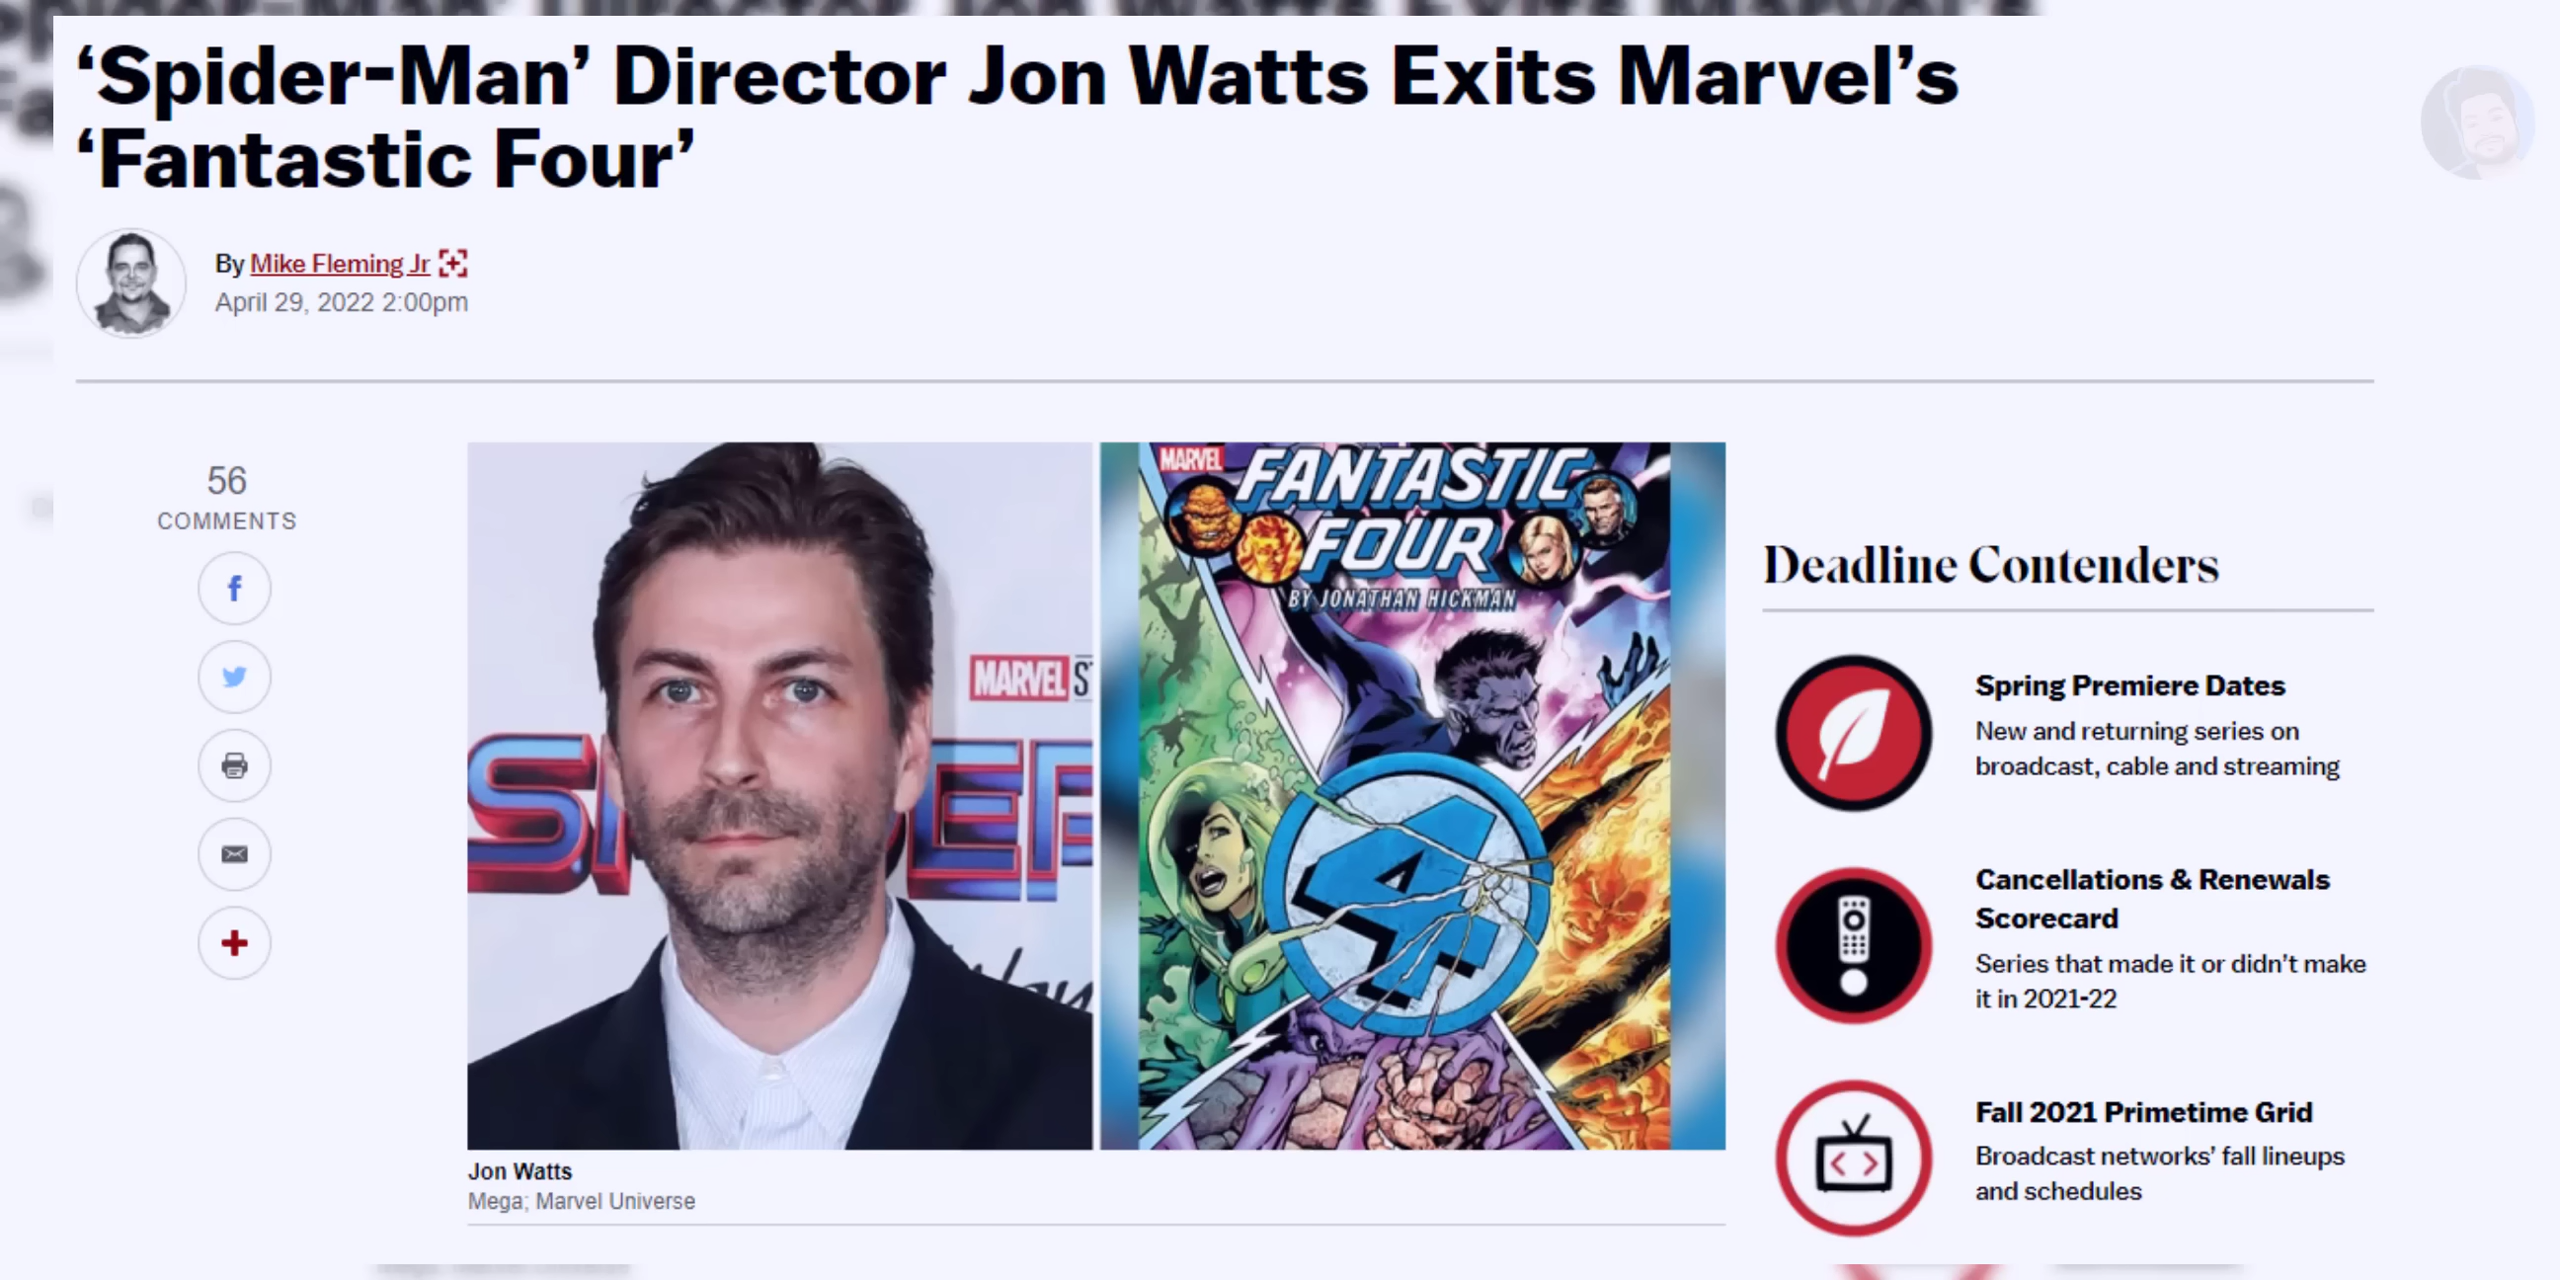 ‘Spider-Man’ Director Jon Watts Exits Marvel’s
‘Fantastic Four’
By Mike Fleming Jr
April 29, 2022 2:00pm
56
COMMENTS
MARVEL
MARVEL
FANTASTIC
FOUR
BY JONATHAN HICKMAN
4
Jon Watts
Mega; Marvel Universe
Deadline Contenders
Spring Premiere Dates
New and returning series on
broadcast, cable and streaming
Cancellations & Renewals
Scorecard
Series that made it or didn’t make
it in 2021-22
Fall 2021 Primetime Grid
Broadcast networks’ fall lineups
and schedules